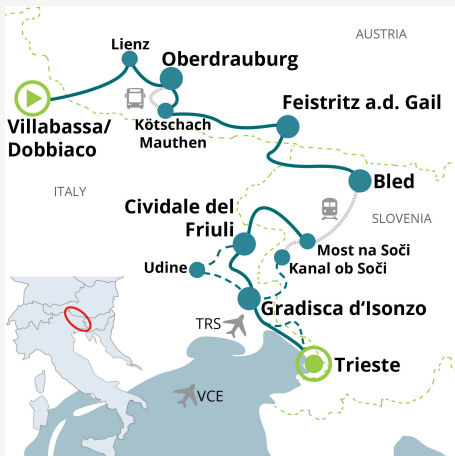 AUSTRIA
Lienz
Oberdrauburg
Feistritz a.d. Gail
Villabassa/
Dobbiaco
Kötschach
Mauthen
ITALY
Bled
SLOVENIA
Cividale del
Friuli
Most na Soči
Udine
Kanal ob Soči
Gradisca d‘Isonzo
TRS
Trieste
VCE